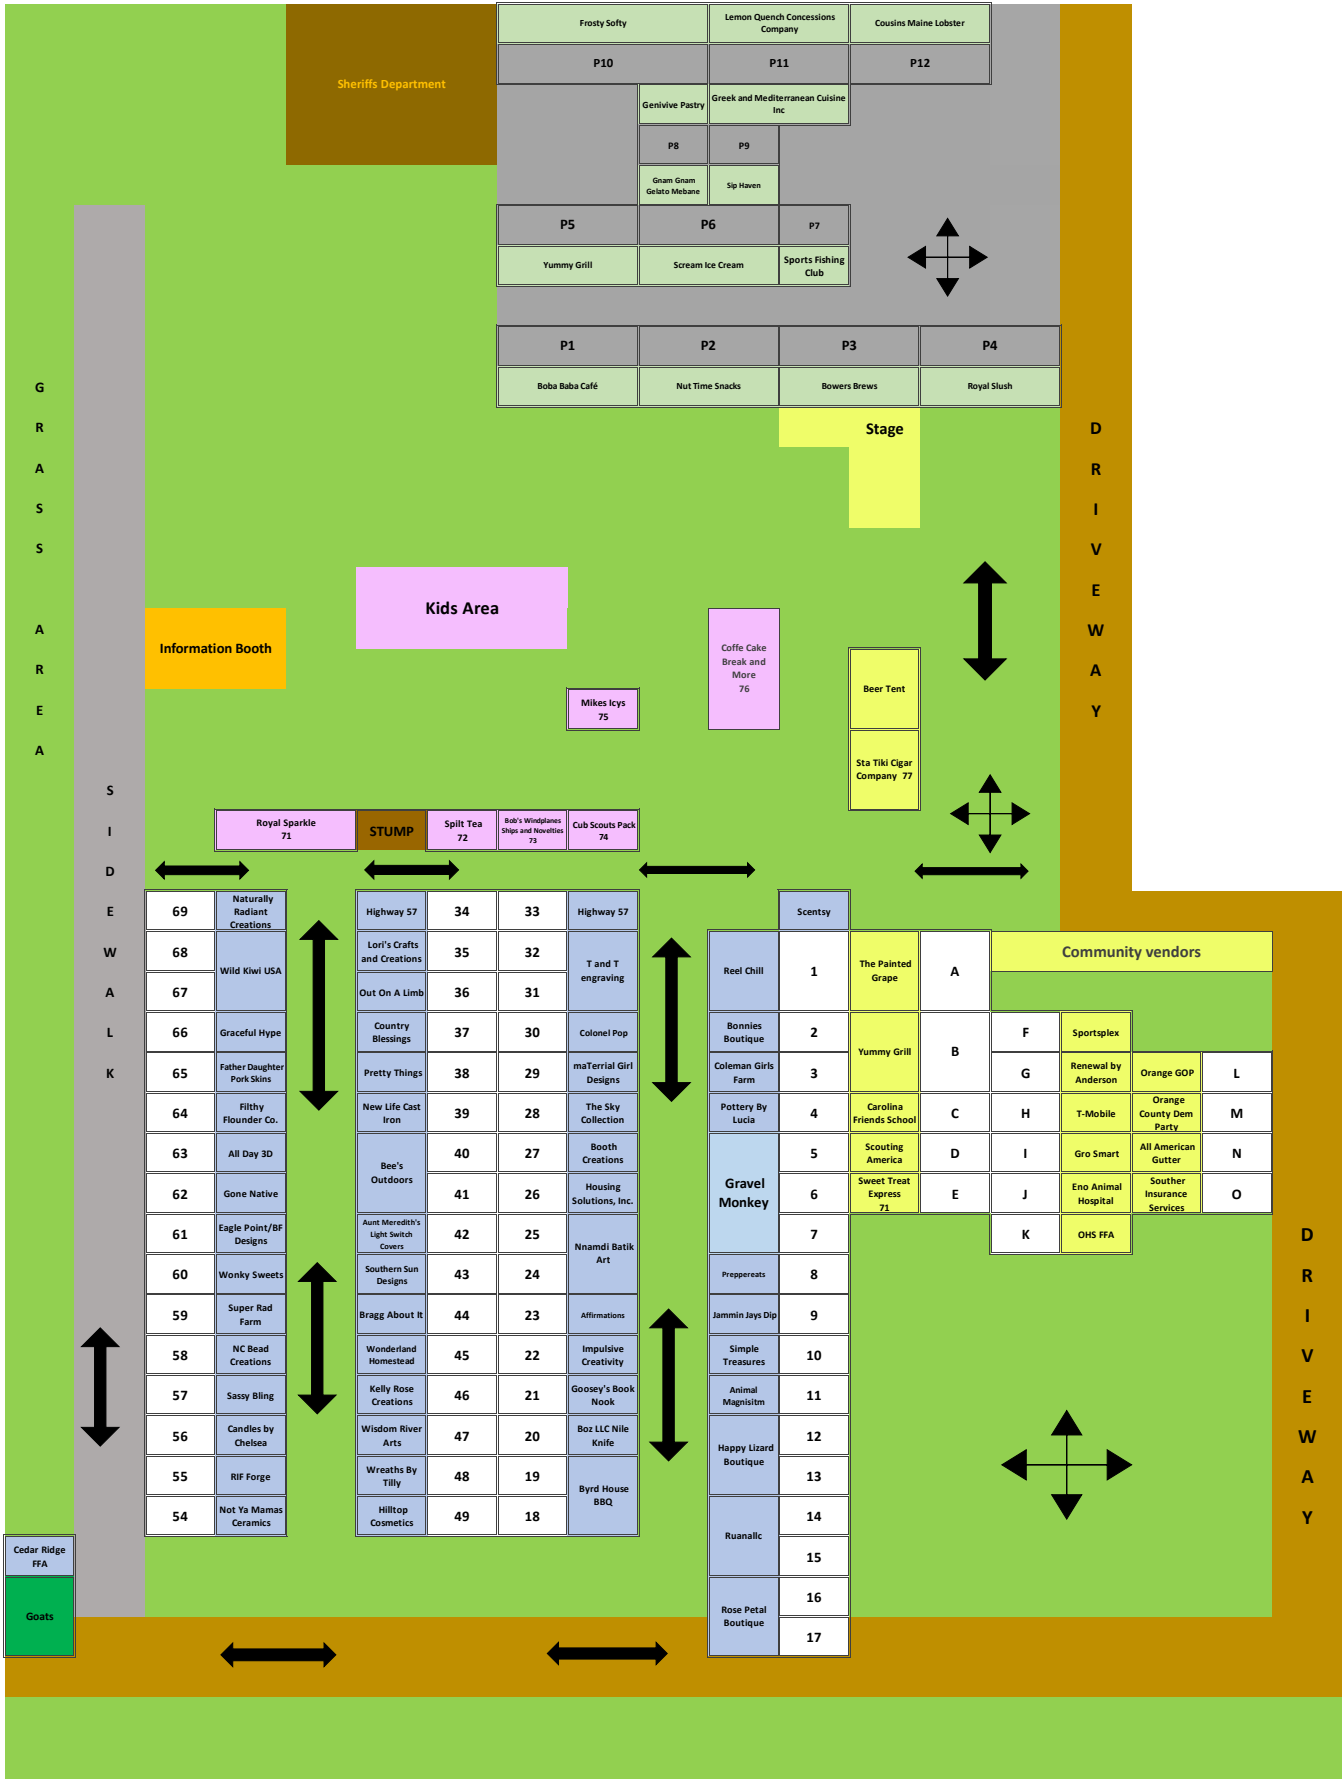 Frosty Softy
Lemon Quench Concessions
Company
Cousins Maine Lobster
Sheriffs Department
P10
P11
P12
Genivive Pastry
Greek and Mediterranean Cuisine
Inc
P8
P9
Gnam Gnam
Gelato Mebane
Sip Haven
P5
P6
P7
Yummy Grill
Scream Ice Cream
Sports Fishing
Club
P1
P2
P3
P4
Boba Baba Café
Nut Time Snacks
Bowers Brews
Royal Slush
GRASS AREA
Stage
DRIVEWAY
Kids Area
Information Booth
Coffe Cake
Break and
More
76
Beer Tent
Mikes Icys
75
Sta Tiki Cigar
Company 77
SIDEWALK
Royal Sparkle
71
STUMP
Spilt Tea
72
Bob's Windplanes
Ships and Novelties
73
Cub Scouts Pack
74
69
Naturally
Radiant
Creations
68
67
Wild Kiwi USA
66
Graceful Hype
65
Father Daughter
Pork Skins
64
Filthy
Flounder Co.
63
All Day 3D
62
Gone Native
61
Eagle Point/BF
Designs
60
Wonky Sweets
59
Super Rad
Farm
58
NC Bead
Creations
57
Sassy Bling
56
Candles by
Chelsea
55
RIF Forge
54
Not Ya Mamas
Ceramics
Highway 57
34
Lori's Crafts
and Creations
35
Out On A Limb
36
Country
Blessings
37
Pretty Things
38
New Life Cast
Iron
39
Bee's
Outdoors
40
41
Aunt Meredith's
Light Switch
Covers
42
Southern Sun
Designs
43
Bragg About It
44
Wonderland
Homestead
45
Kelly Rose
Creations
46
Wisdom River
Arts
47
Wreaths By
Tilly
48
Hilltop
Cosmetics
49
33
Highway 57
32
31
T and T
engraving
30
Colonel Pop
29
maTerrial Girl
Designs
28
The Sky
Collection
27
Booth
Creations
26
Housing
Solutions, Inc.
25
24
Nnamdi Batik
Art
23
Affirmations
22
Impulsive
Creativity
21
Goosey's Book
Nook
20
Boz LLC Nile
Knife
19
18
Byrd House
BBQ
Scentsy
Reel Chill
1
Bonnies
Boutique
2
Coleman Girls
Farm
3
Pottery By
Lucia
4
Gravel
Monkey
5
6
7
Preppereats
8
Jammin Jays Dip
9
Simple
Treasures
10
Animal
Magnisitm
11
Happy Lizard
Boutique
12
13
Ruanallc
14
15
Rose Petal
Boutique
16
17
The Painted
Grape
A
Yummy Grill
B
Carolina
Friends School
C
Scouting
America
D
Sweet Treat
Express
71
E
Community vendors
F
Sportsplex
G
Renewal by
Anderson
H
T-Mobile
I
Gro Smart
J
Eno Animal
Hospital
K
OHS FFA
Orange GOP
L
Orange
County Dem
Party
M
All American
Gutter
N
Souther
Insurance
Services
O
DRIVEWAY
Cedar Ridge
FFA
Goats